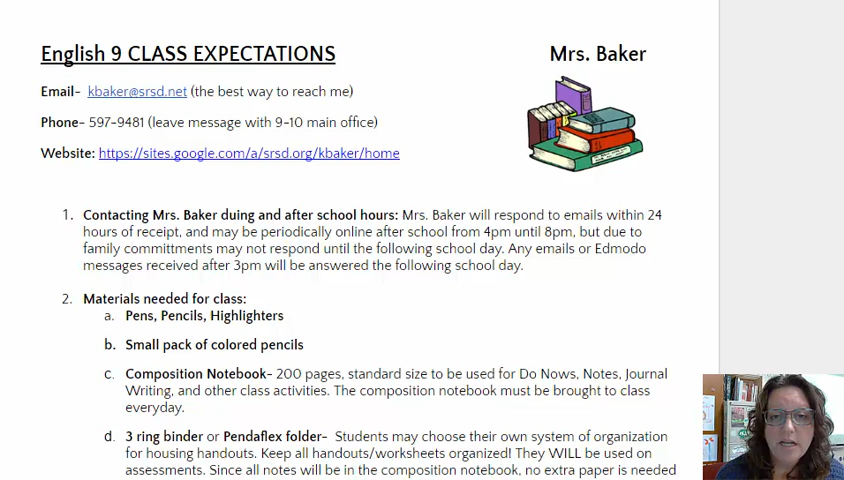 English 9 CLASS EXPECTATIONS
Mrs. Baker
Email- kbaker@srsd.net (the best way to reach me)
Phone- 597-9481 (leave message with 9-10 main office)
Website: https://sites.google.com/a/srsd.org/kbaker/home
1. Contacting Mrs. Baker duing and after school hours: Mrs. Baker will respond to emails within 24
hours of receipt, and may be periodically online after school from 4pm until 8pm, but due to
family committments may not respond until the following school day. Any emails or Edmodo
messages received after 3pm will be answered the following school day.
2. Materials needed for class:
a. Pens, Pencils, Highlighters
b. Small pack of colored pencils
c. Composition Notebook- 200 pages, standard size to be used for Do Nows, Notes, Journal
Writing, and other class activities. The composition notebook must be brought to class
everyday.
d. 3 ring binder or Pendaflex folder- Students may choose their own system of organization
for housing handouts. Keep all handouts/worksheets organized! They WILL be used on
assessments. Since all notes will be in the composition notebook, no extra paper is needed